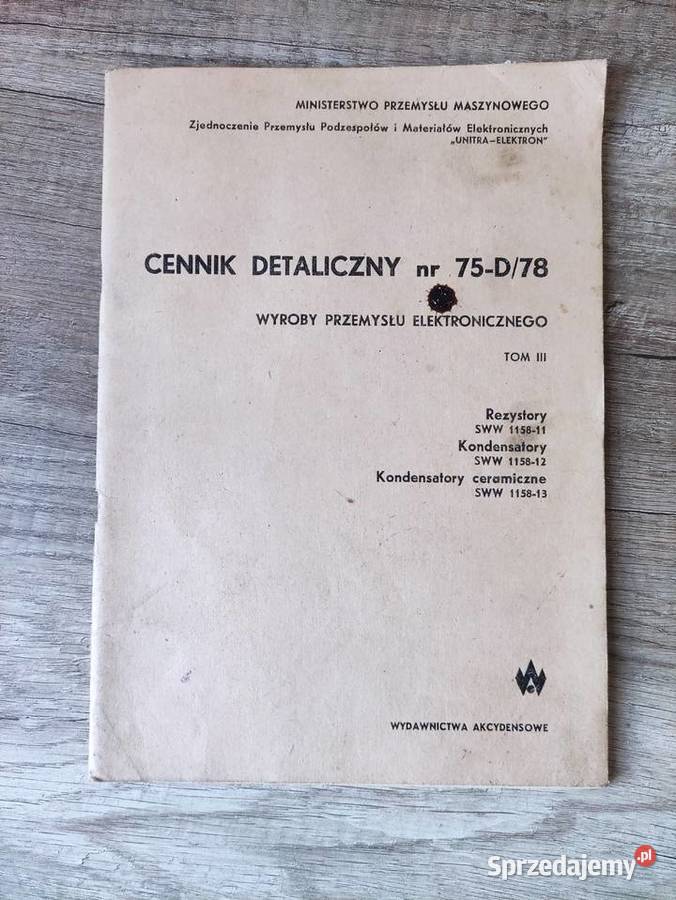 MINISTERSTWO PRZEMYSŁU MASZYNOWEGO
Zjednoczenie Przemysłu Podzespołów i Materiałów Elektronicznych
„UNITRA–ELEKTRON"
CENNIK DETALICZNY nr 75-D/78
WYROBY PRZEMYSŁU ELEKTRONICZNEGO
TOM III
Rezystory
SWW 1158-11
Kondensatory
SWW 1158-12
Kondensatory ceramiczne
SWW 1158-13
WYDAWNICTWA AKCYDENSOWE
Sprzedajemy.pl